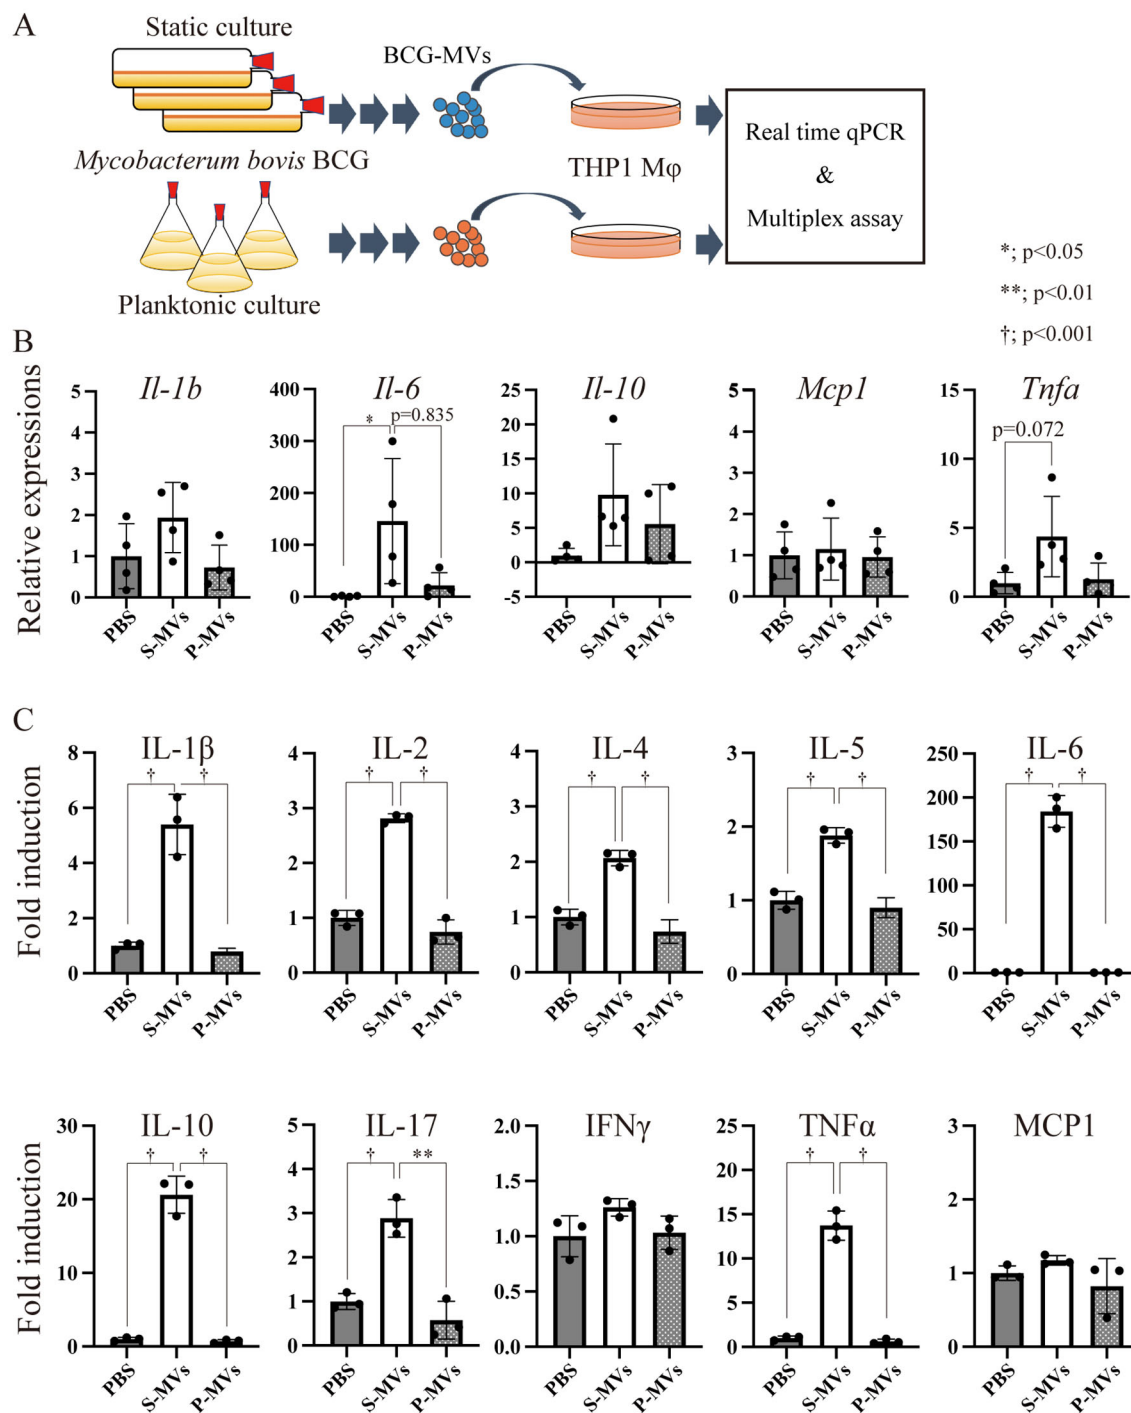 A
Static culture
BCG-MVs
Mycobacterum bovis BCG
THP1 Mφ
Planktonic culture
Real time qPCR
&
Multiplex assay
*; p<0.05
**; p<0.01
†; p<0.001
B
Relative expressions
Il-1b
5
4
3
2
1
0
PBS
S-MVs
P-MVs
Il-6
400
300
200
100
0
*
p=0.835
PBS
S-MVs
P-MVs
Il-10
25
20
15
10
5
0
-5
PBS
S-MVs
P-MVs
Mcp1
5
4
3
2
1
0
PBS
S-MVs
P-MVs
Tnfa
15
10
5
0
p=0.072
PBS
S-MVs
P-MVs
C
Fold induction
IL-1β
8
6
4
2
0
† †
PBS
S-MVs
P-MVs
IL-2
4
3
2
1
0
† †
PBS
S-MVs
P-MVs
IL-4
4
3
2
1
0
† †
PBS
S-MVs
P-MVs
IL-5
3
2
1
0
† †
PBS
S-MVs
P-MVs
IL-6
250
200
150
100
50
0
† †
PBS
S-MVs
P-MVs
Fold induction
IL-10
30
20
10
0
† †
PBS
S-MVs
P-MVs
IL-17
5
4
3
2
1
0
† **
PBS
S-MVs
P-MVs
IFNγ
2.0
1.5
1.0
0.5
0.0
PBS
S-MVs
P-MVs
TNFα
25
20
15
10
5
0
† †
PBS
S-MVs
P-MVs
MCP1
3
2
1
0
PBS
S-MVs
P-MVs